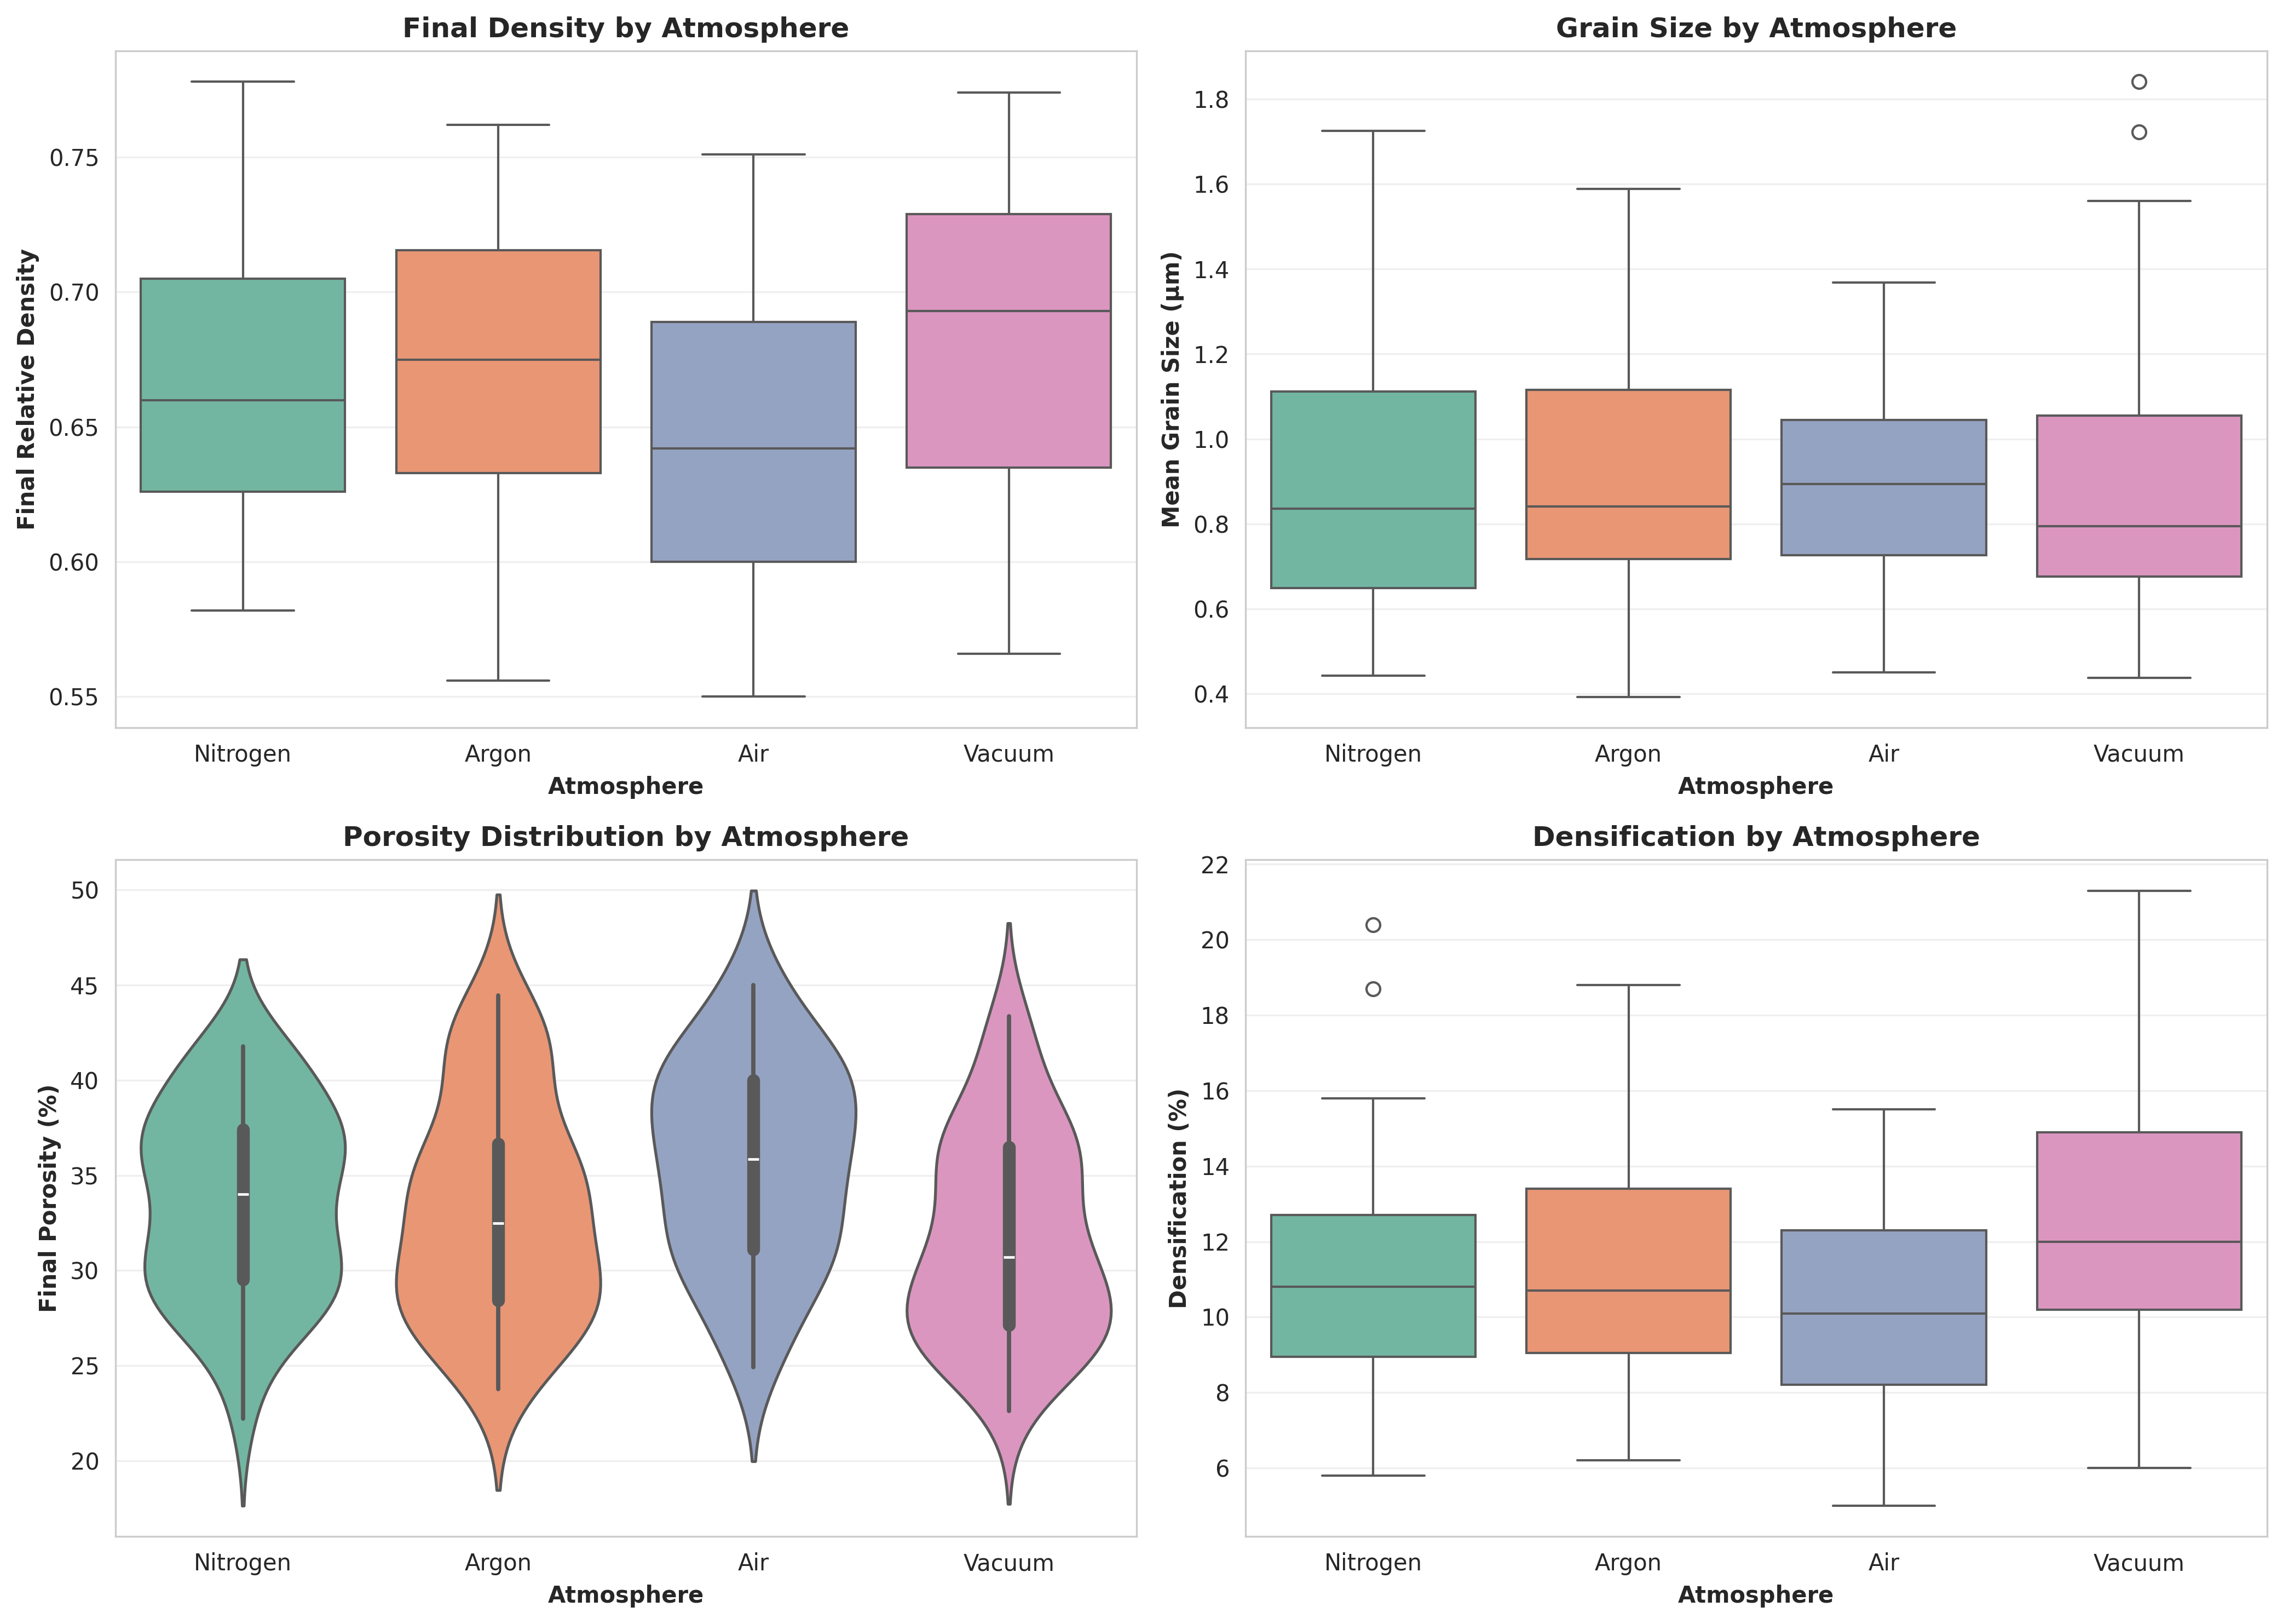 Final Density by Atmosphere
Final Relative Density
0.75
0.70
0.65
0.60
0.55
Nitrogen Argon Air Vacuum
Atmosphere
Grain Size by Atmosphere
Mean Grain Size (μm)
1.8
1.6
1.4
1.2
1.0
0.8
0.6
0.4
Nitrogen Argon Air Vacuum
Atmosphere
Porosity Distribution by Atmosphere
Final Porosity (%)
50
45
40
35
30
25
20
Nitrogen Argon Air Vacuum
Atmosphere
Densification by Atmosphere
Densification (%)
22
20
18
16
14
12
10
8
6
Nitrogen Argon Air Vacuum
Atmosphere